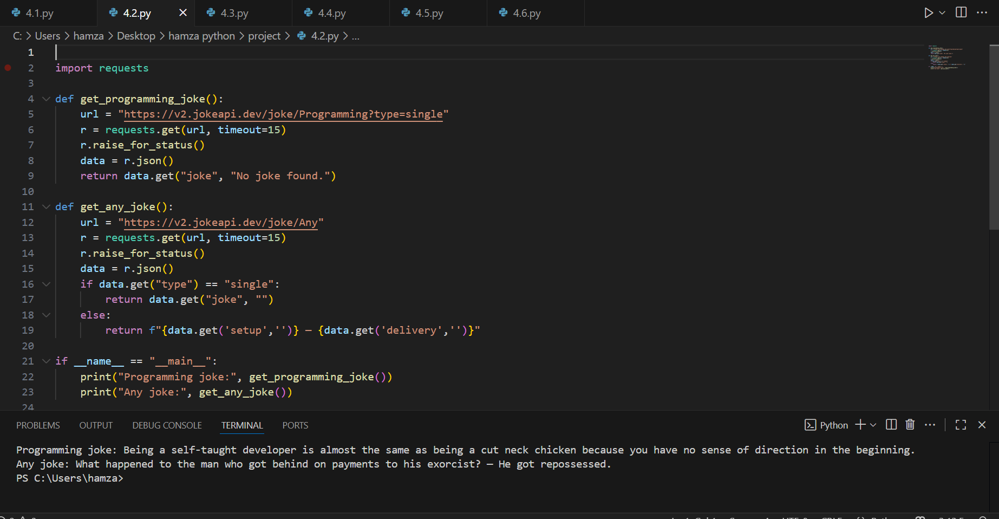 4.1.py 4.2.py 4.3.py 4.4.py 4.5.py 4.6.py
C: > Users > hamza > Desktop > hamza python > project > 4.2.py > ...
1
2 import requests
3
4 def get_programming_joke():
5     url = "https://v2.jokeapi.dev/joke/Programming?type=single"
6     r = requests.get(url, timeout=15)
7     r.raise_for_status()
8     data = r.json()
9     return data.get("joke", "No joke found.")
10
11 def get_any_joke():
12     url = "https://v2.jokeapi.dev/joke/Any"
13     r = requests.get(url, timeout=15)
14     r.raise_for_status()
15     data = r.json()
16     if data.get("type") == "single":
17         return data.get("joke", "")
18     else:
19         return f"{data.get('setup','')} — {data.get('delivery','')}"
20
21 if __name__ == "__main__":
22     print("Programming joke:", get_programming_joke())
23     print("Any joke:", get_any_joke())
24
PROBLEMS OUTPUT DEBUG CONSOLE TERMINAL PORTS Python
Programming joke: Being a self-taught developer is almost the same as being a cut neck chicken because you have no sense of direction in the beginning.
Any joke: What happened to the man who got behind on payments to his exorcist? — He got repossessed.
PS C:\Users\hamza>